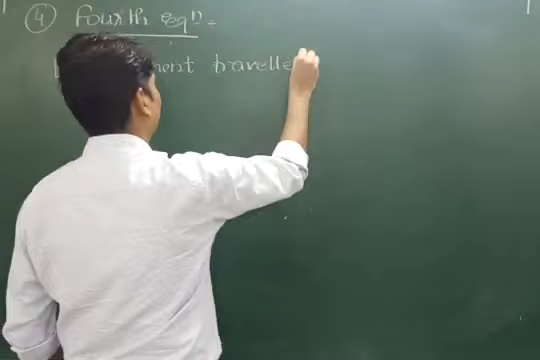 ④ Fourth eqⁿ =
ment travelle